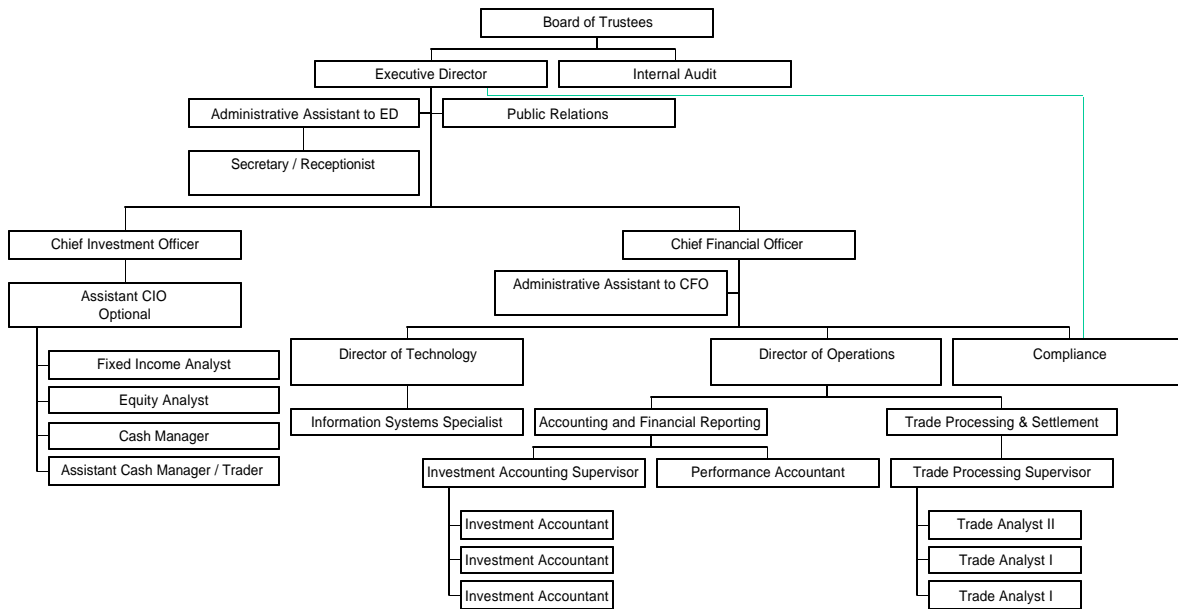 Board of Trustees
Executive Director
Internal Audit
Administrative Assistant to ED
Public Relations
Secretary / Receptionist
Chief Investment Officer
Chief Financial Officer
Administrative Assistant to CFO
Assistant CIO
Optional
Director of Technology
Director of Operations
Compliance
Fixed Income Analyst
Equity Analyst
Cash Manager
Assistant Cash Manager / Trader
Information Systems Specialist
Accounting and Financial Reporting
Trade Processing & Settlement
Investment Accounting Supervisor
Performance Accountant
Trade Processing Supervisor
Investment Accountant
Investment Accountant
Investment Accountant
Trade Analyst II
Trade Analyst I
Trade Analyst I